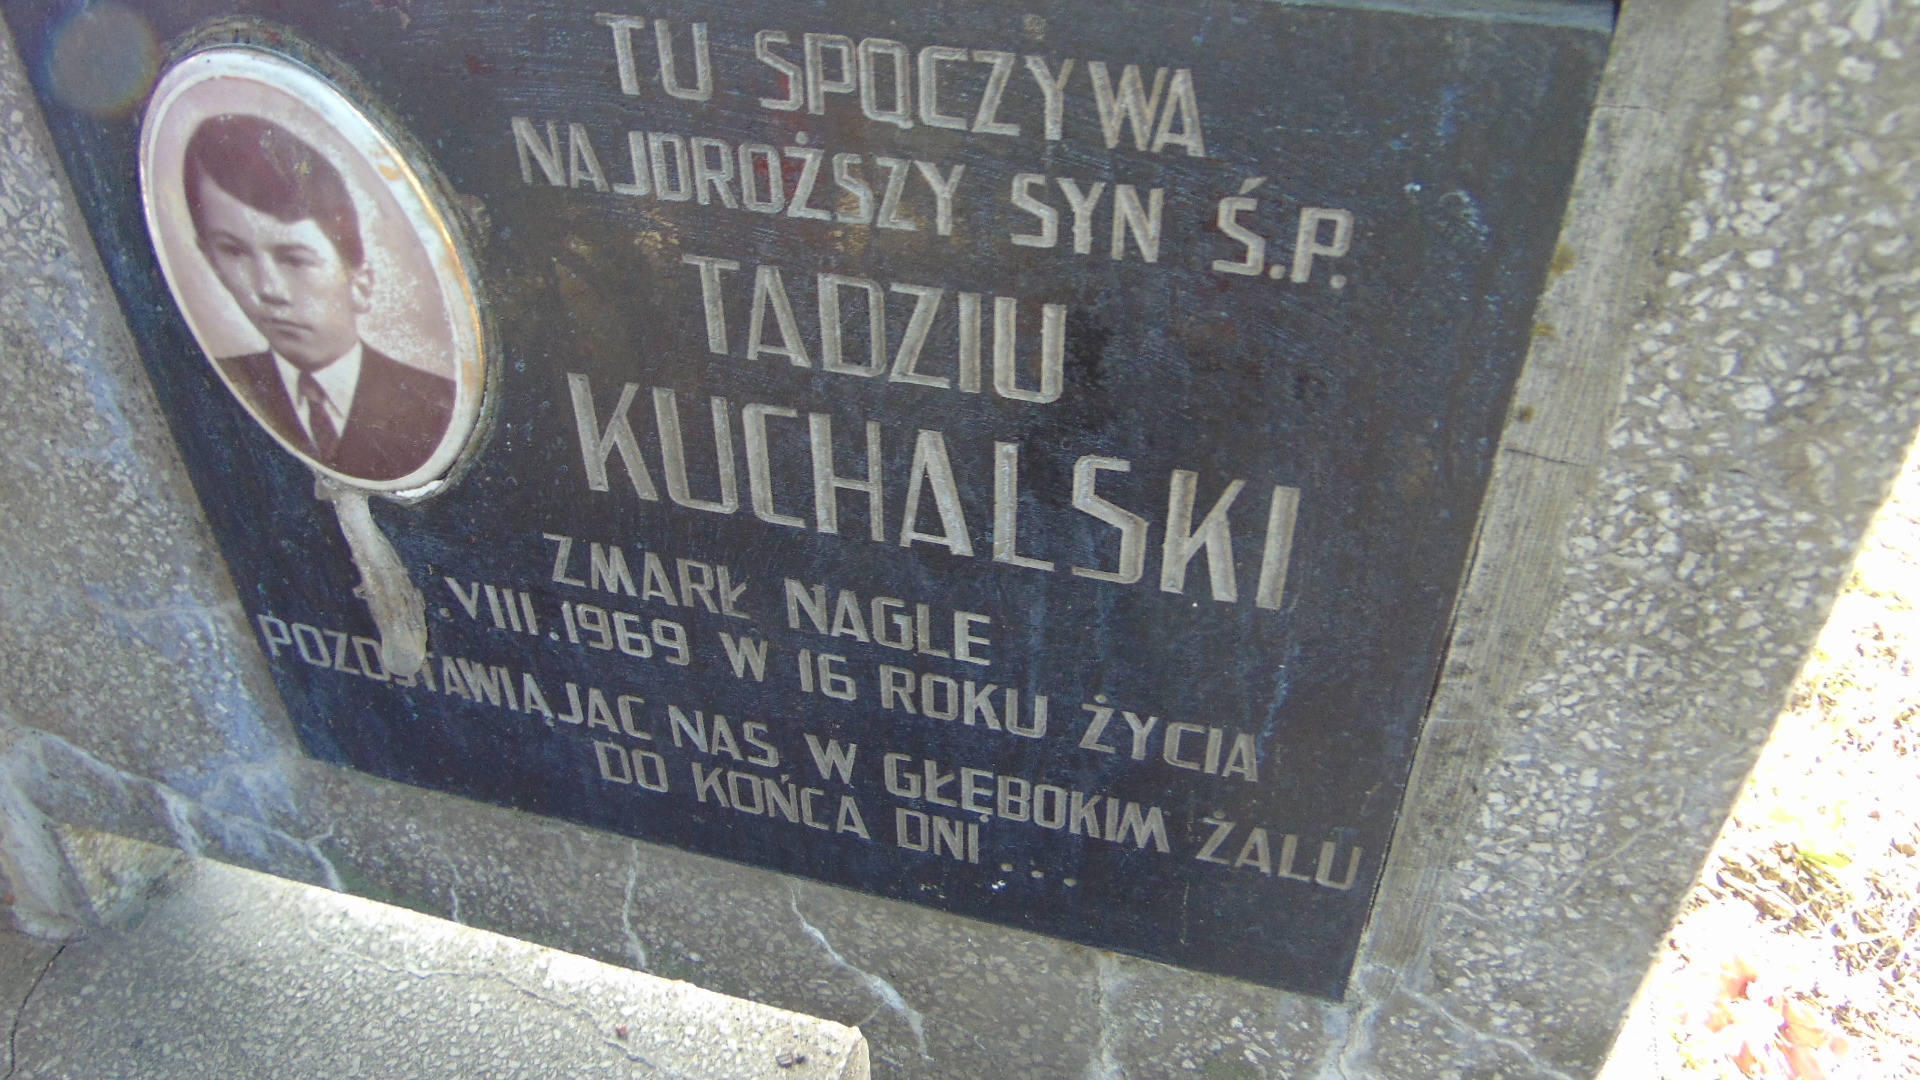 TU SPOCZYWA
NAJDROŻSZY SYN Ś.P.
TADZIU
KUCHALSKI
ZMARŁ NAGLE
.VIII.1969 W 16 ROKU ŻYCIA
POZOSTAWIĄJAC NAS W GŁĘBOKIM ŻALU
DO KOŃCA DNI...